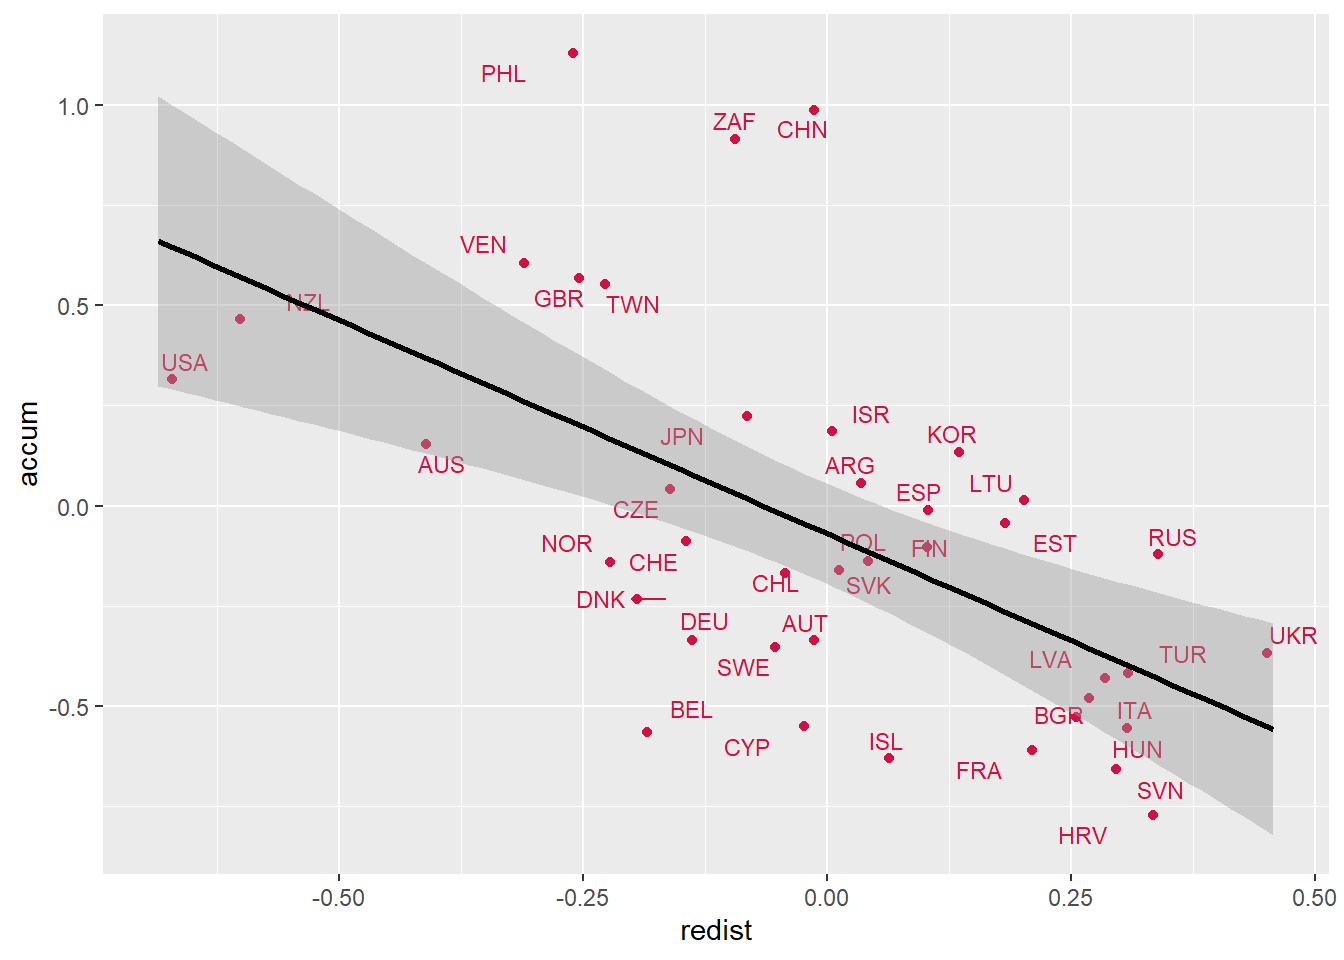 PHL
ZAF
CHN
1.0
VEN
GBR
TWN
NZL
0.5
USA
ISR
JPN
KOR
AUS
ARG
LTU
ESP
CZE
0.0
accum
NOR
POL
FIN
EST
RUS
CHE
CHL
SVK
DNK
DEU
AUT
UKR
SWE
LVA
TUR
BEL
BGR
ITA
-0.5
CYP
ISL
HUN
FRA
SVN
HRV
-0.50
-0.25
0.00
0.25
0.50
redist